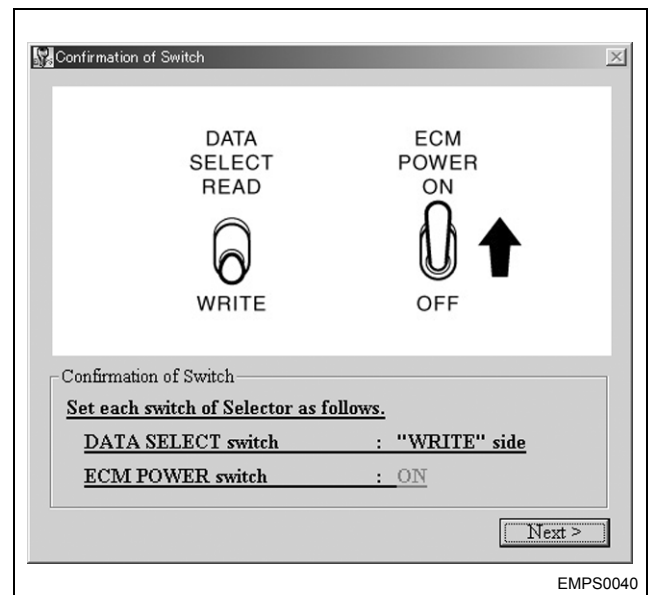 Confirmation of Switch
DATA
SELECT
READ
WRITE
ECM
POWER
ON
OFF
Confirmation of Switch
Set each switch of Selector as follows.
DATA SELECT switch : "WRITE" side
ECM POWER switch : ON
Next >
EMPS0040